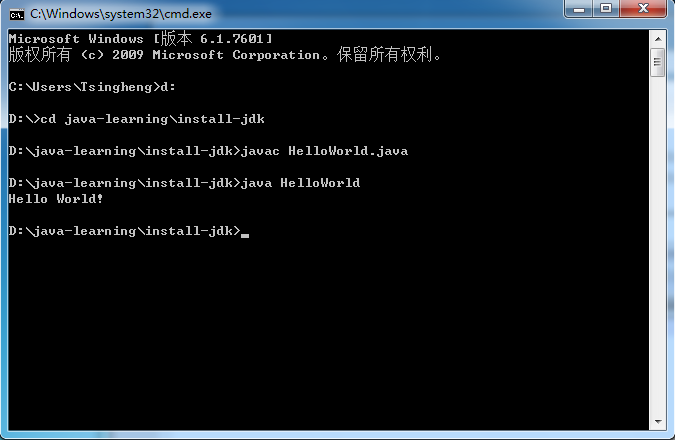 C:\Windows\system32\cmd.exe
Microsoft Windows [版本 6.1.7601]
版权所有 (c) 2009 Microsoft Corporation。保留所有权利。
C:\Users\Tsingheng>d:
D:\>cd java-learning\install-jdk
D:\java-learning\install-jdk>javac HelloWorld.java
D:\java-learning\install-jdk>java HelloWorld
Hello World!
D:\java-learning\install-jdk>